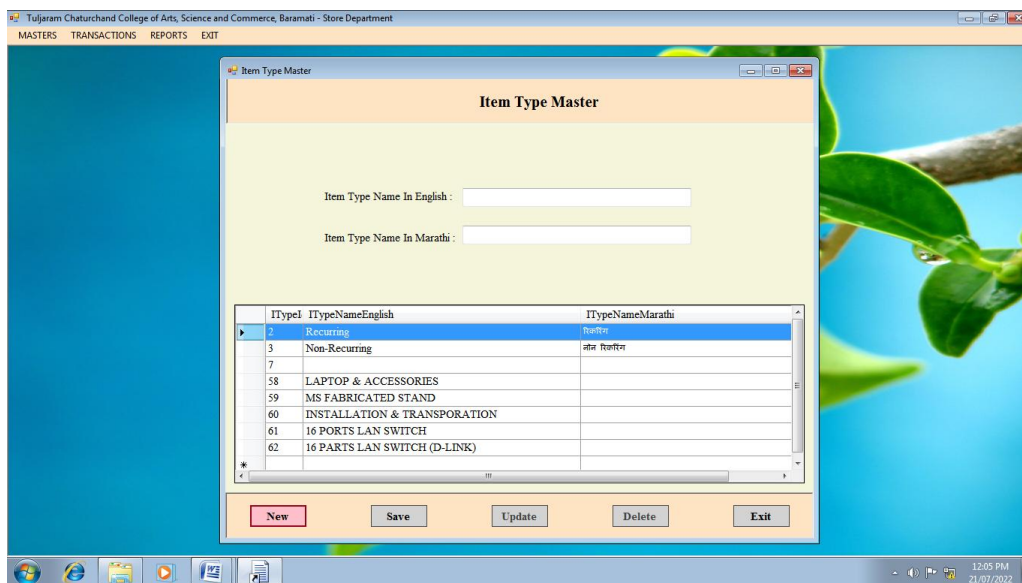 Tuljaram Chaturchand College of Arts, Science and Commerce, Baramati - Store Department
MASTERS TRANSACTIONS REPORTS EXIT
Item Type Master
Item Type Master
Item Type Name In English :
Item Type Name In Marathi :
ITypeI ITypeNameEnglish ITypeNameMarathi
2 Recurring रिकरिंग
3 Non-Recurring नॉन रिकरिंग
7
58 LAPTOP & ACCESSORIES
59 MS FABRICATED STAND
60 INSTALLATION & TRANSPORATION
61 16 PORTS LAN SWITCH
62 16 PARTS LAN SWITCH (D-LINK)
New Save Update Delete Exit
12:05 PM
21/07/2022